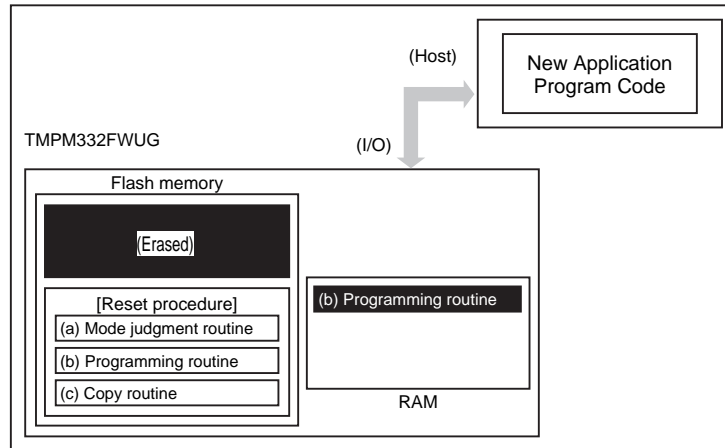 (Host)
New Application
Program Code
TMPM332FWUG
(I/O)
Flash memory
(Erased)
[Reset procedure]
(a) Mode judgment routine
(b) Programming routine
(c) Copy routine
(b) Programming routine
RAM